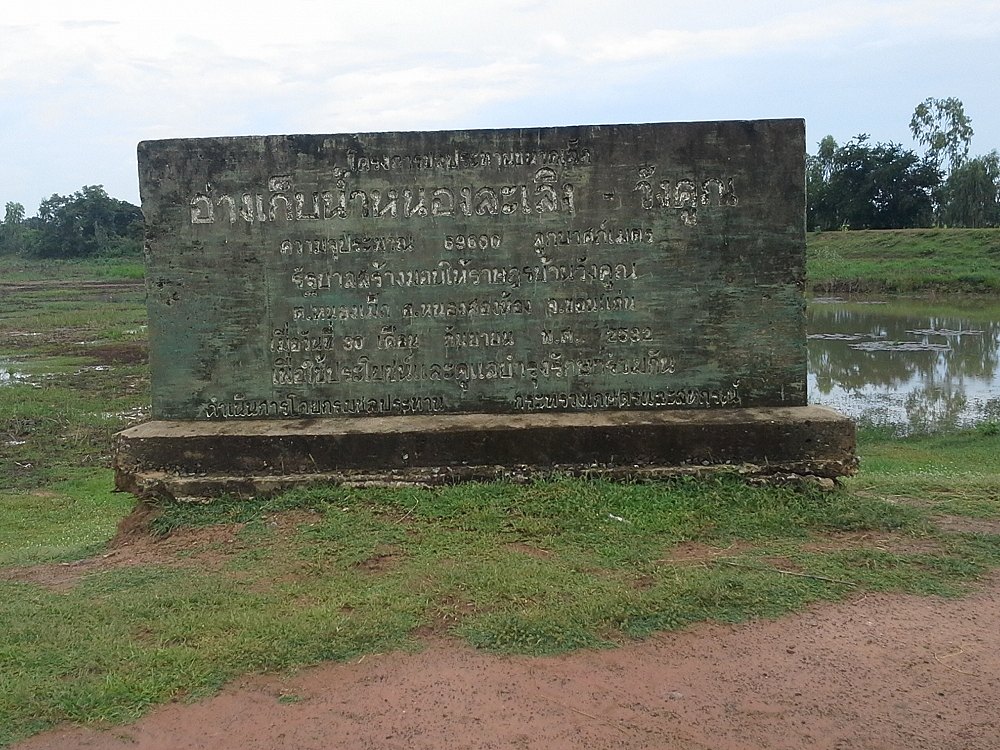 โครงการชลประทานขนาดเล็ก
อ่างเก็บน้ำหนองละเลิง - วังคูณ
ความจุประมาณ 69600 ลูกบาศก์เมตร
รัฐบาลสร้างมอบให้ราษฎรบ้านวังคูณ
ต.หนองเม็ก อ.หนองสองห้อง จ.ขอนแก่น
เมื่อวันที่ 30 เดือน กันยายน พ.ศ. 2532
เพื่อใช้ประโยชน์และดูแลบำรุงรักษาร่วมกัน
ดำเนินการโดยกรมชลประทาน กระทรวงเกษตรและสหกรณ์